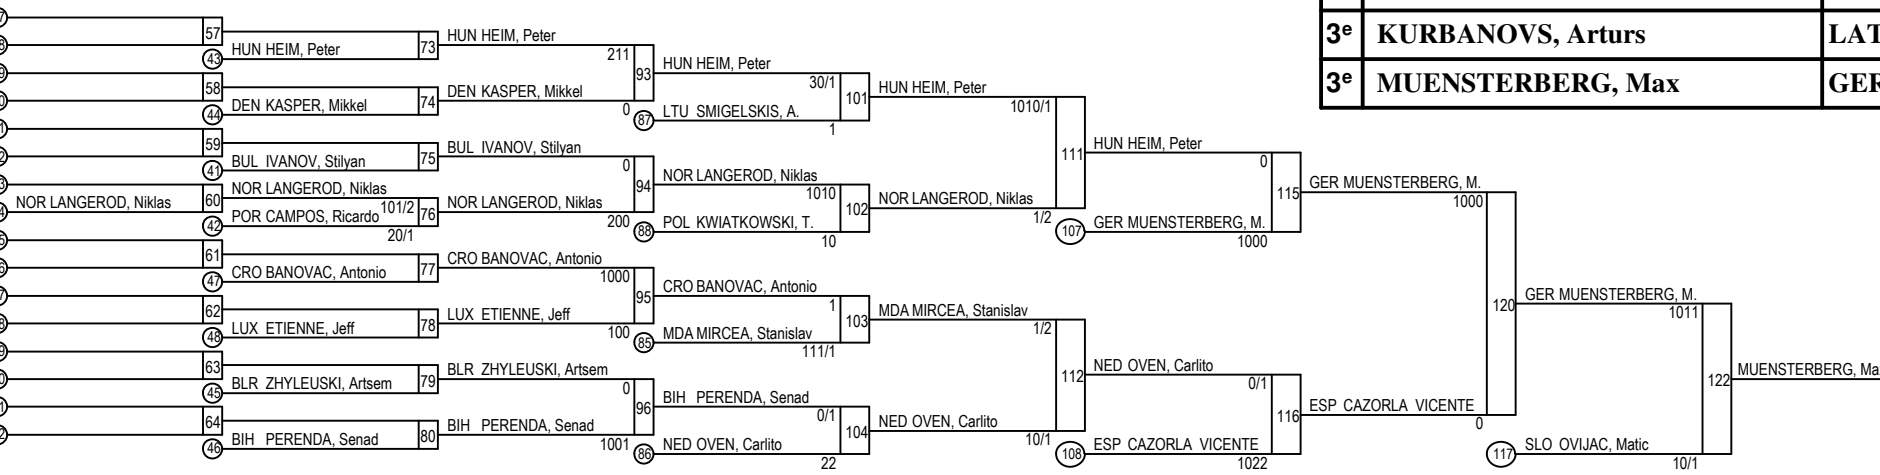 3e KURBANOVS, Arturs LAT
3e MUENSTERBERG, Max GER
57
43 HUN HEIM, Peter
58
44 DEN KASPER, Mikkel
59
41 BUL IVANOV, Stilyan
NOR LANGEROD, Niklas
60
NOR LANGEROD, Niklas
101/2
42 POR CAMPOS, Ricardo
20/1
61
47 CRO BANOVAC, Antonio
62
48 LUX ETIENNE, Jeff
63
45 BLR ZHYLEUSKI, Artsem
64
46 BIH PERENDA, Senad
73 HUN HEIM, Peter
211
74 DEN KASPER, Mikkel
0
75 BUL IVANOV, Stilyan
0
76 NOR LANGEROD, Niklas
200
77 CRO BANOVAC, Antonio
1000
78 LUX ETIENNE, Jeff
100
79 BLR ZHYLEUSKI, Artsem
0
80 BIH PERENDA, Senad
1001
93 HUN HEIM, Peter
30/1
87 LTU SMIGELSKIS, A.
1
94 NOR LANGEROD, Niklas
1010
88 POL KWIATKOWSKI, T.
10
95 CRO BANOVAC, Antonio
1
85 MDA MIRCEA, Stanislav
111/1
96 BIH PERENDA, Senad
0/1
86 NED OVEN, Carlito
22
101 HUN HEIM, Peter
1010/1
102 NOR LANGEROD, Niklas
1/2
103 MDA MIRCEA, Stanislav
1/2
104 NED OVEN, Carlito
10/1
111 HUN HEIM, Peter
0
107 GER MUENSTERBERG, M.
1000
112 NED OVEN, Carlito
0/1
108 ESP CAZORLA VICENTE
1022
115 GER MUENSTERBERG, M.
1000
116 ESP CAZORLA VICENTE
0
120 GER MUENSTERBERG, M.
1011
117 SLO OVIJAC, Matic
10/1
122 MUENSTERBERG, Ma